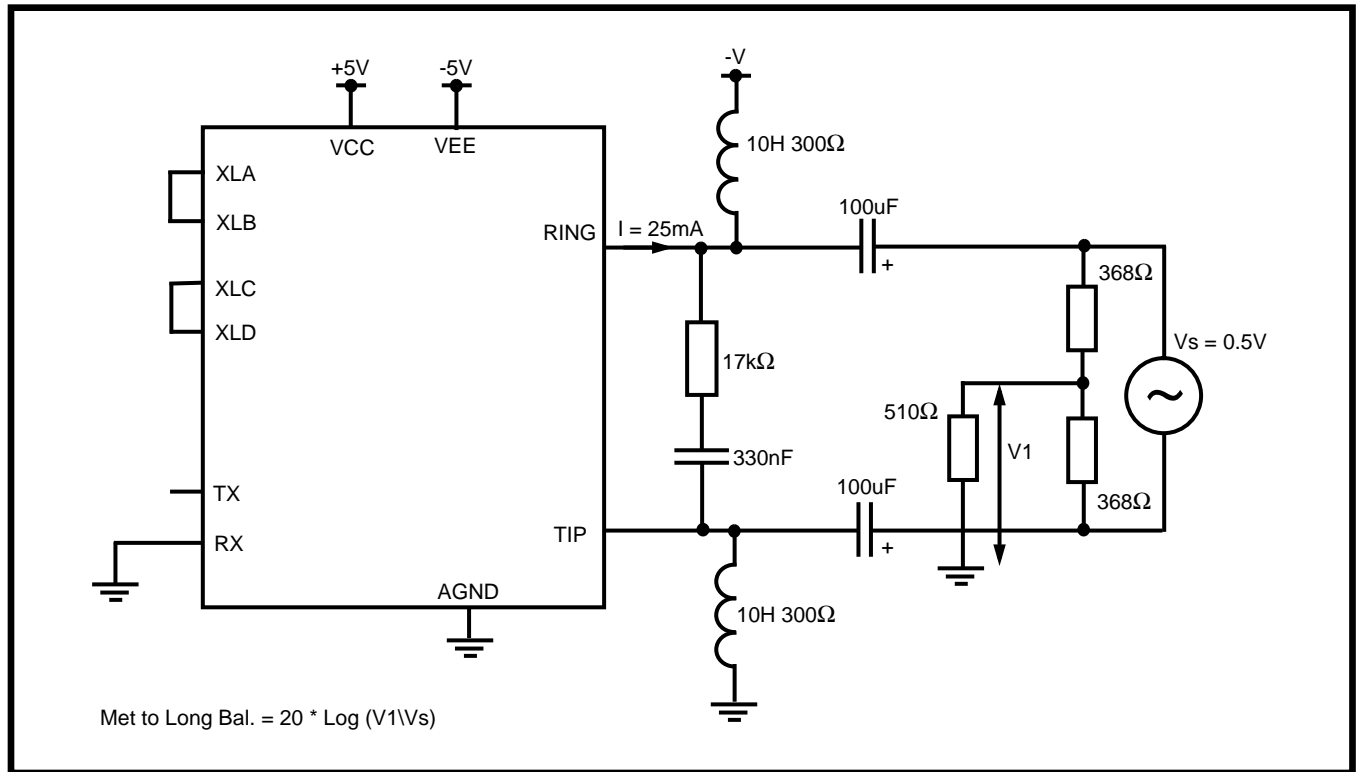 +5V
-5V
-V
VCC
VEE
10H 300Ω
XLA
XLB
100uF
RING
I = 25mA
+
368Ω
XLC
XLD
Vs = 0.5V
17kΩ
510Ω
V1
330nF
100uF
368Ω
TX
TIP
+
RX
AGND
10H 300Ω
Met to Long Bal. = 20 * Log (V1\Vs)